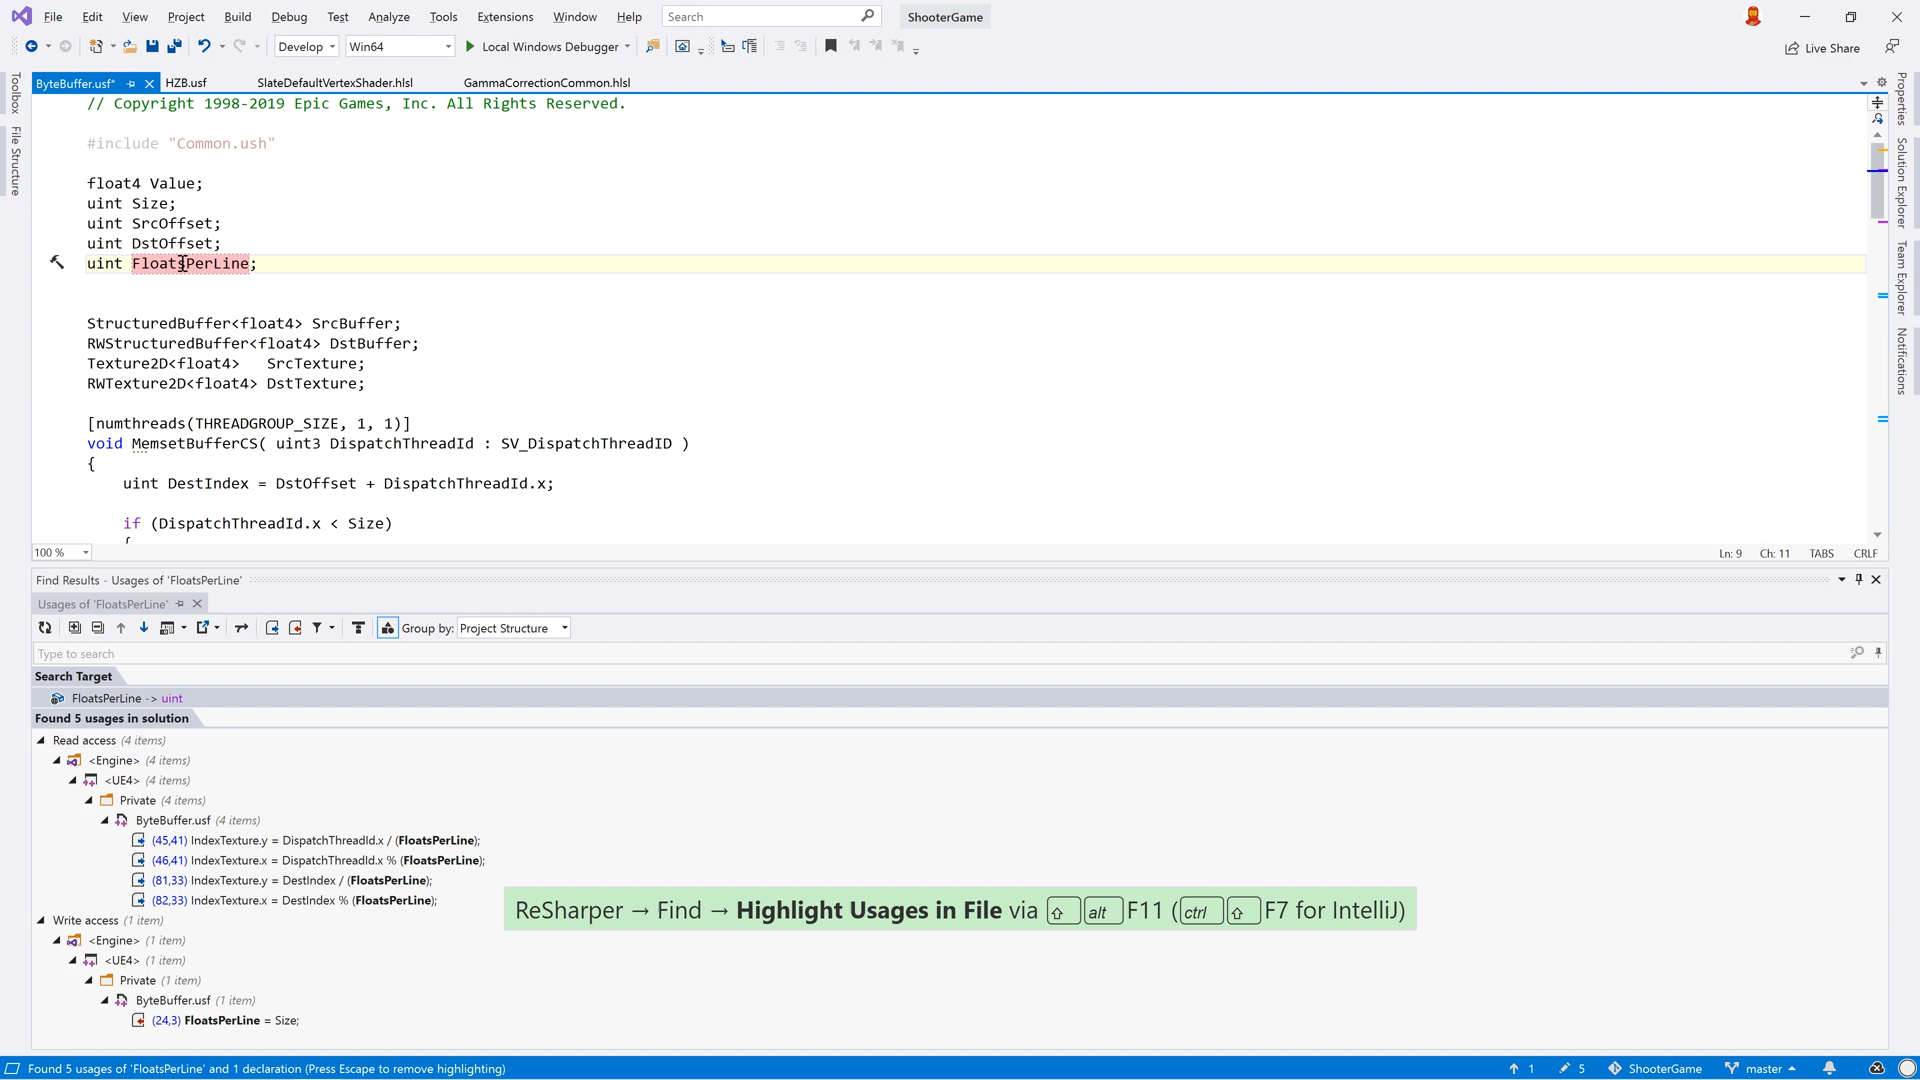 File Edit View Project Build Debug Test Analyze Tools Extensions Window Help Search ShooterGame
Develop Win64 Local Windows Debugger Live Share
ByteBuffer.usf* HZB.usf SlateDefaultVertexShader.hlsl GammaCorrectionCommon.hlsl
Toolbox
File Structure
Properties
Solution Explorer
Team Explorer
Notifications
// Copyright 1998-2019 Epic Games, Inc. All Rights Reserved.
#include "Common.ush"
float4 Value;
uint Size;
uint SrcOffset;
uint DstOffset;
uint FloatsPerLine;
StructuredBuffer<float4> SrcBuffer;
RWStructuredBuffer<float4> DstBuffer;
Texture2D<float4>   SrcTexture;
RWTexture2D<float4> DstTexture;
[numthreads(THREADGROUP_SIZE, 1, 1)]
void MemsetBufferCS( uint3 DispatchThreadId : SV_DispatchThreadID )
{
uint DestIndex = DstOffset + DispatchThreadId.x;
if (DispatchThreadId.x < Size)
{
100 % Ln: 9 Ch: 11 TABS CRLF
Find Results - Usages of 'FloatsPerLine'
Usages of 'FloatsPerLine'
Group by: Project Structure
Type to search
Search Target
FloatsPerLine -> uint
Found 5 usages in solution
Read access (4 items)
<Engine> (4 items)
<UE4> (4 items)
Private (4 items)
ByteBuffer.usf (4 items)
(45,41) IndexTexture.y = DispatchThreadId.x / (FloatsPerLine);
(46,41) IndexTexture.x = DispatchThreadId.x % (FloatsPerLine);
(81,33) IndexTexture.y = DestIndex / (FloatsPerLine);
(82,33) IndexTexture.x = DestIndex % (FloatsPerLine);
ReSharper → Find → Highlight Usages in File via ⇧ alt F11 (ctrl ⇧ F7 for IntelliJ)
Write access (1 item)
<Engine> (1 item)
<UE4> (1 item)
Private (1 item)
ByteBuffer.usf (1 item)
(24,3) FloatsPerLine = Size;
Found 5 usages of 'FloatsPerLine' and 1 declaration (Press Escape to remove highlighting) 1 5 ShooterGame master